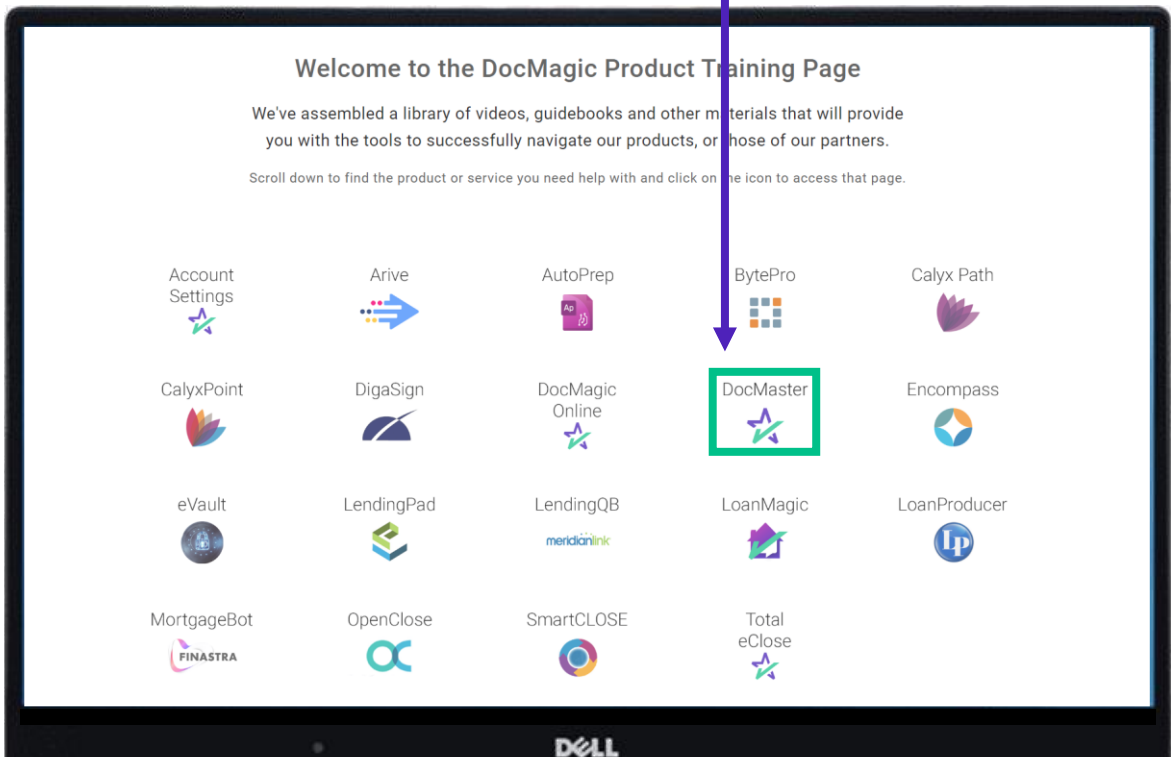 Welcome to the DocMagic Product Training Page
We've assembled a library of videos, guidebooks and other materials that will provide
you with the tools to successfully navigate our products, or those of our partners.
Scroll down to find the product or service you need help with and click on the icon to access that page.
Account
Settings
Arive
AutoPrep
Ap
BytePro
Calyx Path
CalyxPoint
DigaSign
DocMagic
Online
DocMaster
Encompass
eVault
LendingPad
LendingQB
meridianlink
LoanMagic
LoanProducer
LP
MortgageBot
FINASTRA
OpenClose
SmartCLOSE
Total
eClose
DELL